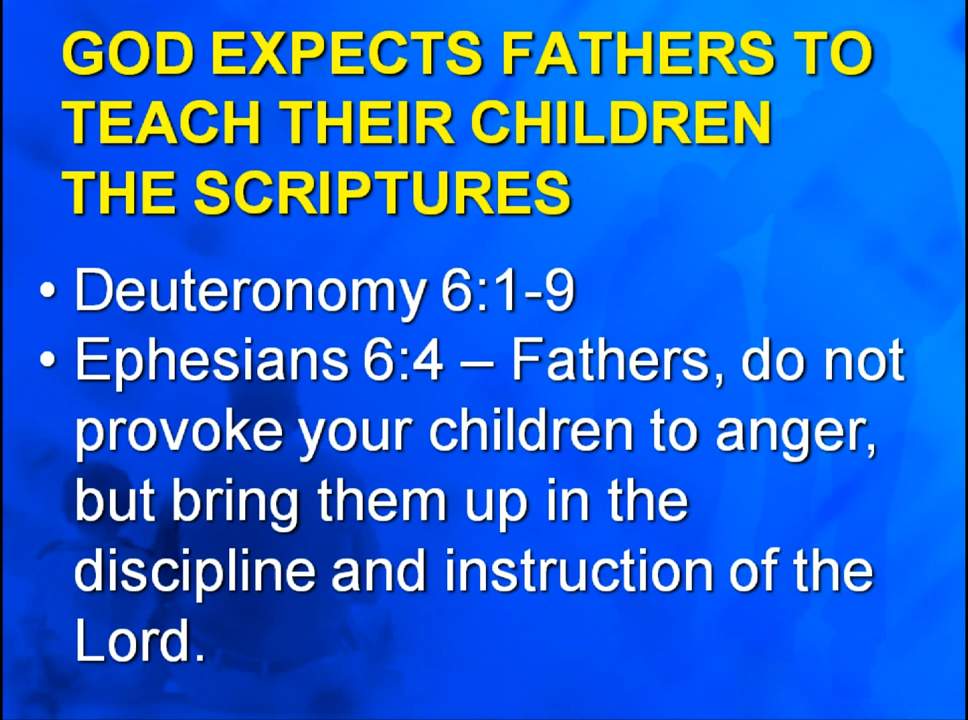 GOD EXPECTS FATHERS TO
TEACH THEIR CHILDREN
THE SCRIPTURES
• Deuteronomy 6:1-9
• Ephesians 6:4 – Fathers, do not
provoke your children to anger,
but bring them up in the
discipline and instruction of the
Lord.